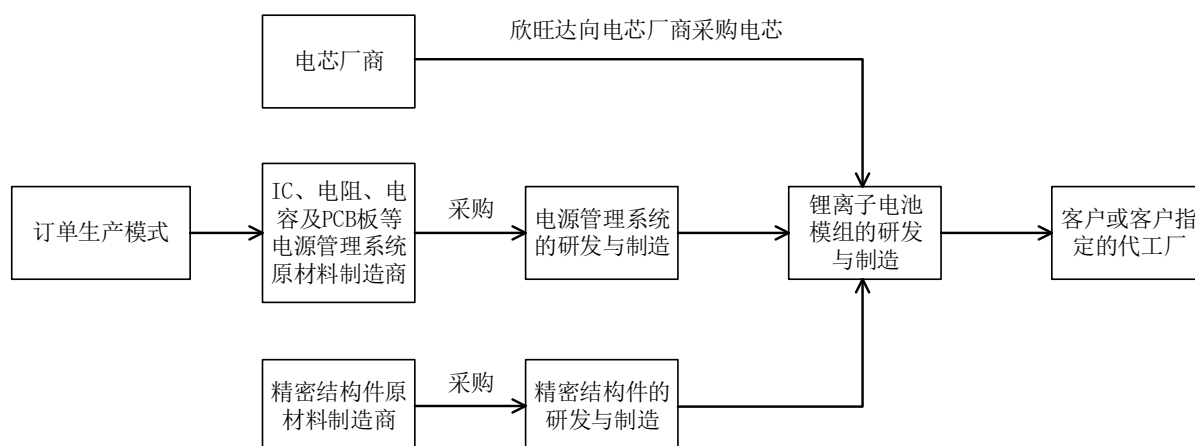 欣旺达向电芯厂商采购电芯
电芯厂商
订单生产模式
IC、电阻、电
容及PCB板等
电源管理系统
原材料制造商
采购
电源管理系统
的研发与制造
锂离子电池
模组的研发
与制造
客户或客户指
定的代工厂
精密结构件原
材料制造商
采购
精密结构件的
研发与制造